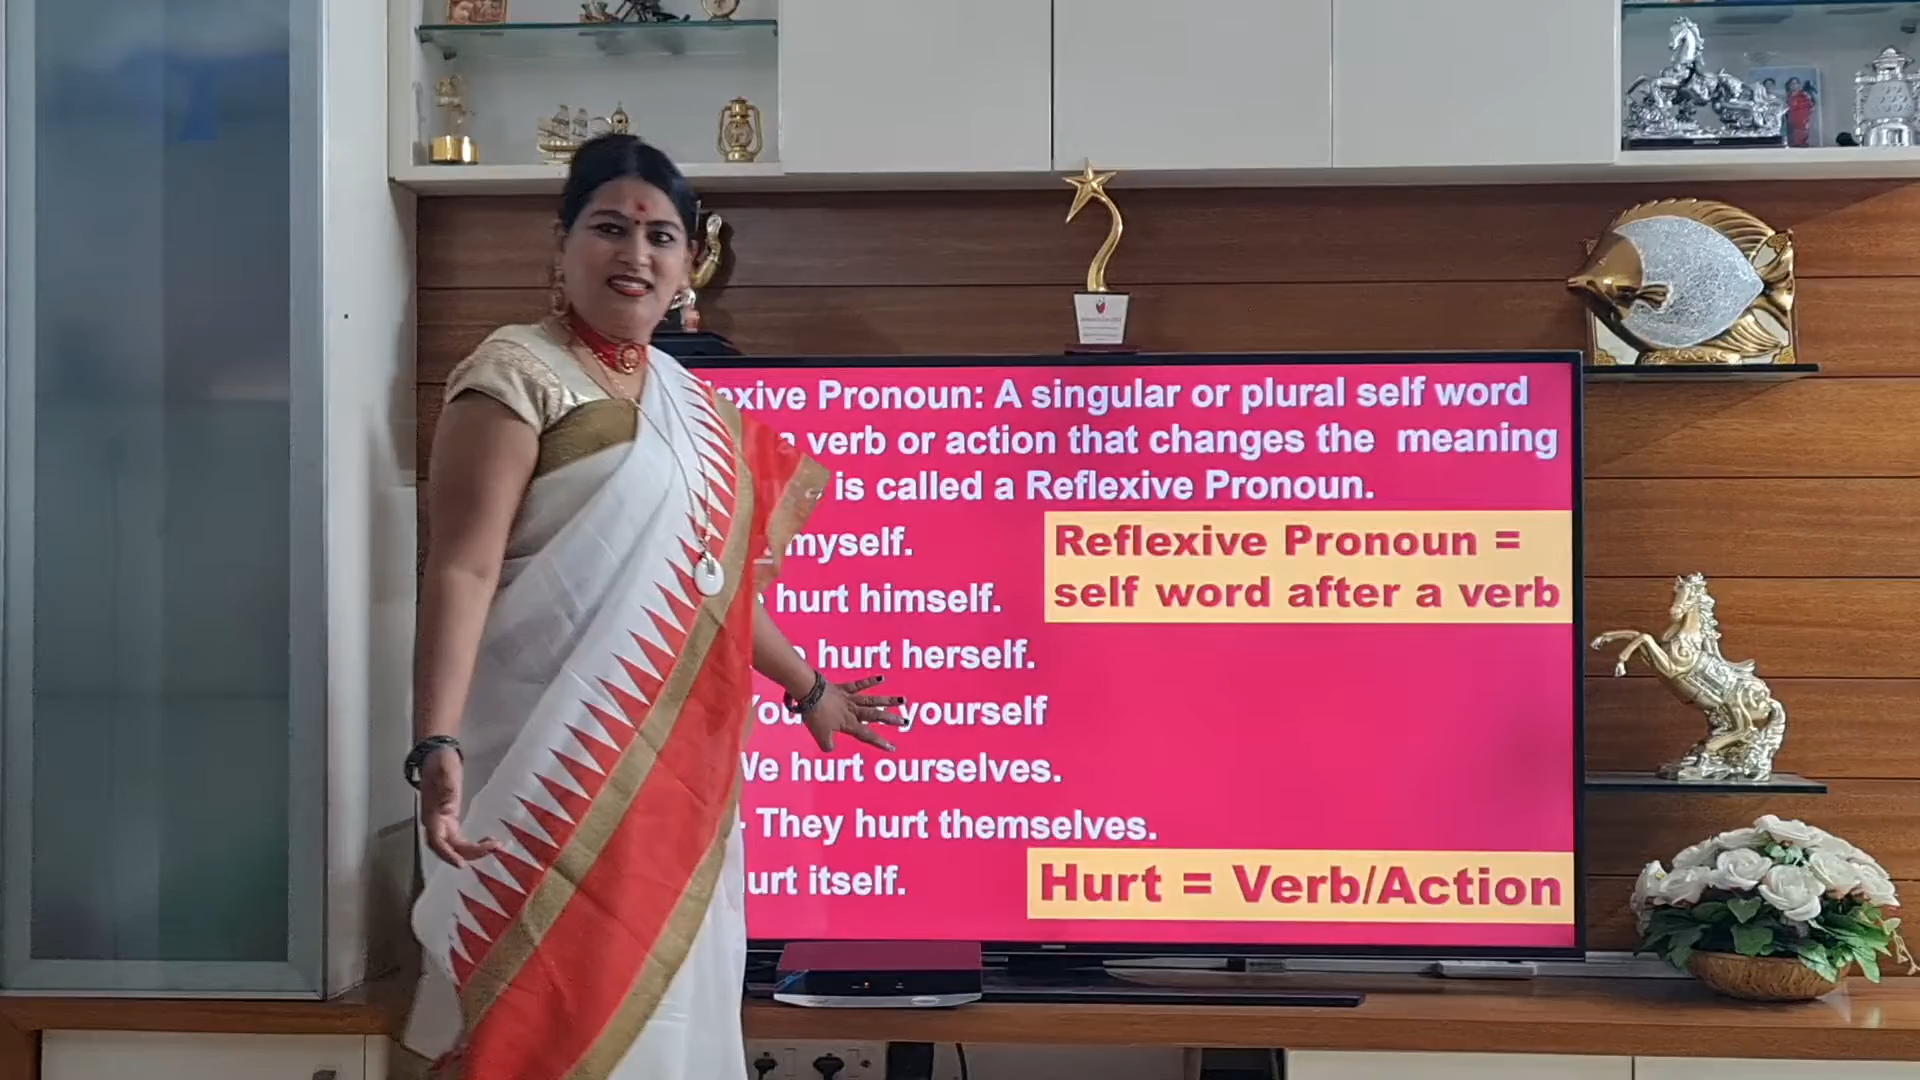 exive Pronoun: A singular or plural self word
a verb or action that changes the meaning
is called a Reflexive Pronoun.
myself.
Reflexive Pronoun =
self word after a verb
hurt himself.
hurt herself.
You yourself
We hurt ourselves.
They hurt themselves.
urt itself.
Hurt = Verb/Action